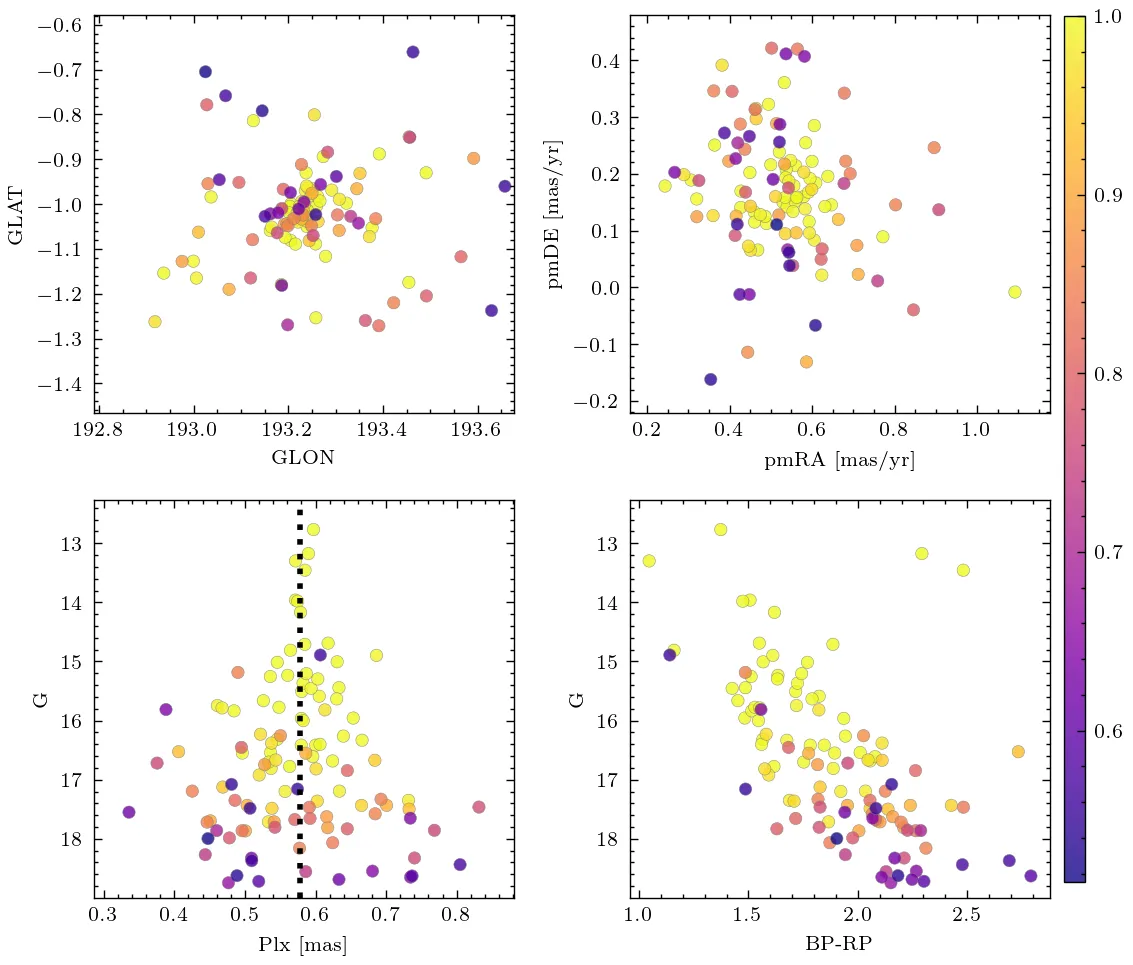 −0.6
−0.7
−0.8
−0.9
−1.0
−1.1
−1.2
−1.3
−1.4
GLAT
192.8 193.0 193.2 193.4 193.6
GLON
0.4
0.3
0.2
0.1
0.0
−0.1
−0.2
pmDE [mas/yr]
0.2 0.4 0.6 0.8 1.0
pmRA [mas/yr]
13
14
15
16
17
18
G
0.3 0.4 0.5 0.6 0.7 0.8
Plx [mas]
13
14
15
16
17
18
G
1.0 1.5 2.0 2.5
BP-RP
1.0
0.9
0.8
0.7
0.6